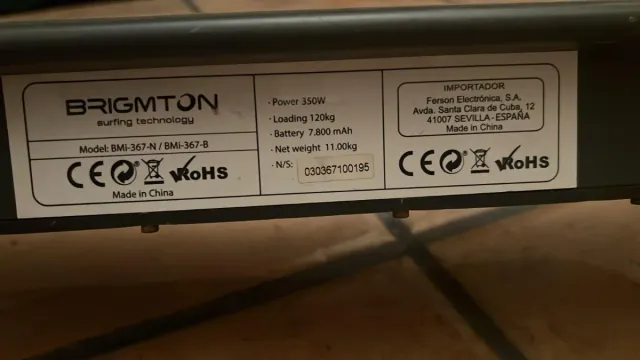 BRIGMTON
surfing technology
Model: BMi-367-N / BMi-367-B
CE RoHS
Made in China
· Power 350W
· Loading 120kg
· Battery 7.800 mAh
· Net weight 11.00kg
· N/S: 030367100195
IMPORTADOR
Ferson Electrónica, S.A.
Avda. Santa Clara de Cuba, 12
41007 SEVILLA-ESPAÑA
Made in China
CE RoHS